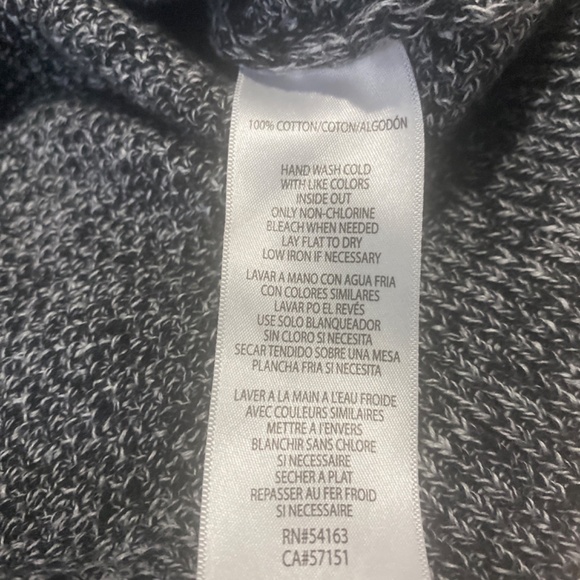 100% COTTON/COTON/ALGODÓN
HAND WASH COLD
WITH LIKE COLORS
INSIDE OUT
ONLY NON-CHLORINE
BLEACH WHEN NEEDED
LAY FLAT TO DRY
LOW IRON IF NECESSARY
LAVAR A MANO CON AGUA FRIA
CON COLORES SIMILARES
LAVAR PO EL REVÉS
USE SOLO BLANQUEADOR
SIN CLORO SI NECESITA
SECAR TENDIDO SOBRE UNA MESA
PLANCHA FRIA SI NECESITA
LAVER A LA MAIN A L'EAU FROIDE
AVEC COULEURS SIMILAIRES
METTRE A l'ENVERS
BLANCHIR SANS CHLORE
SI NECESSAIRE
SECHER A PLAT
REPASSER AU FER FROID
SI NECESSAIRE
RN#54163
CA#57151